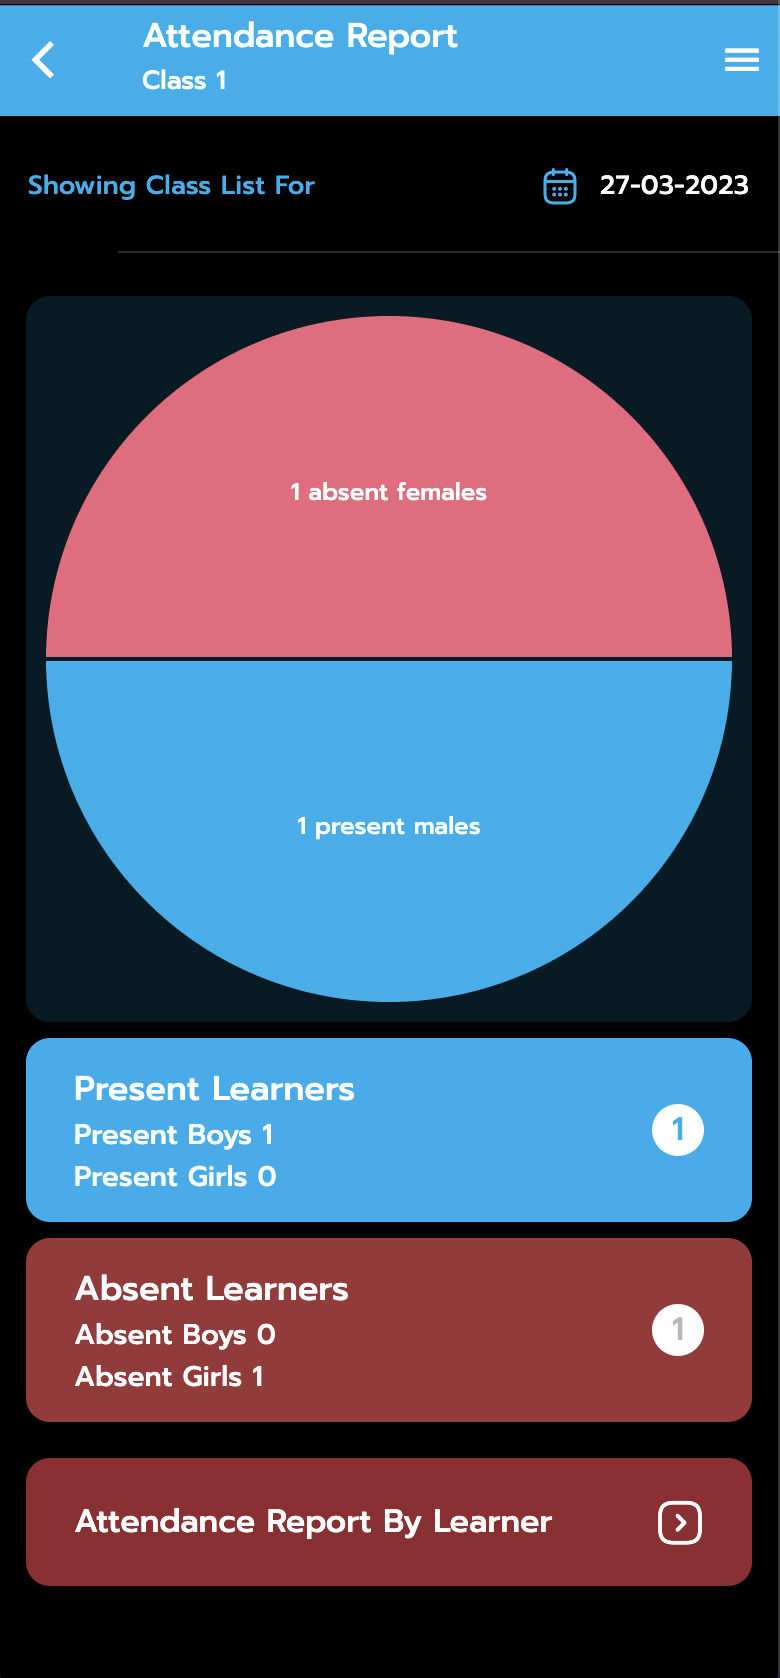 Attendance Report
Class 1
Showing Class List For
27-03-2023
1 absent females
1 present males
Present Learners
Present Boys 1
Present Girls 0
1
Absent Learners
Absent Boys 0
Absent Girls 1
1
Attendance Report By Learner